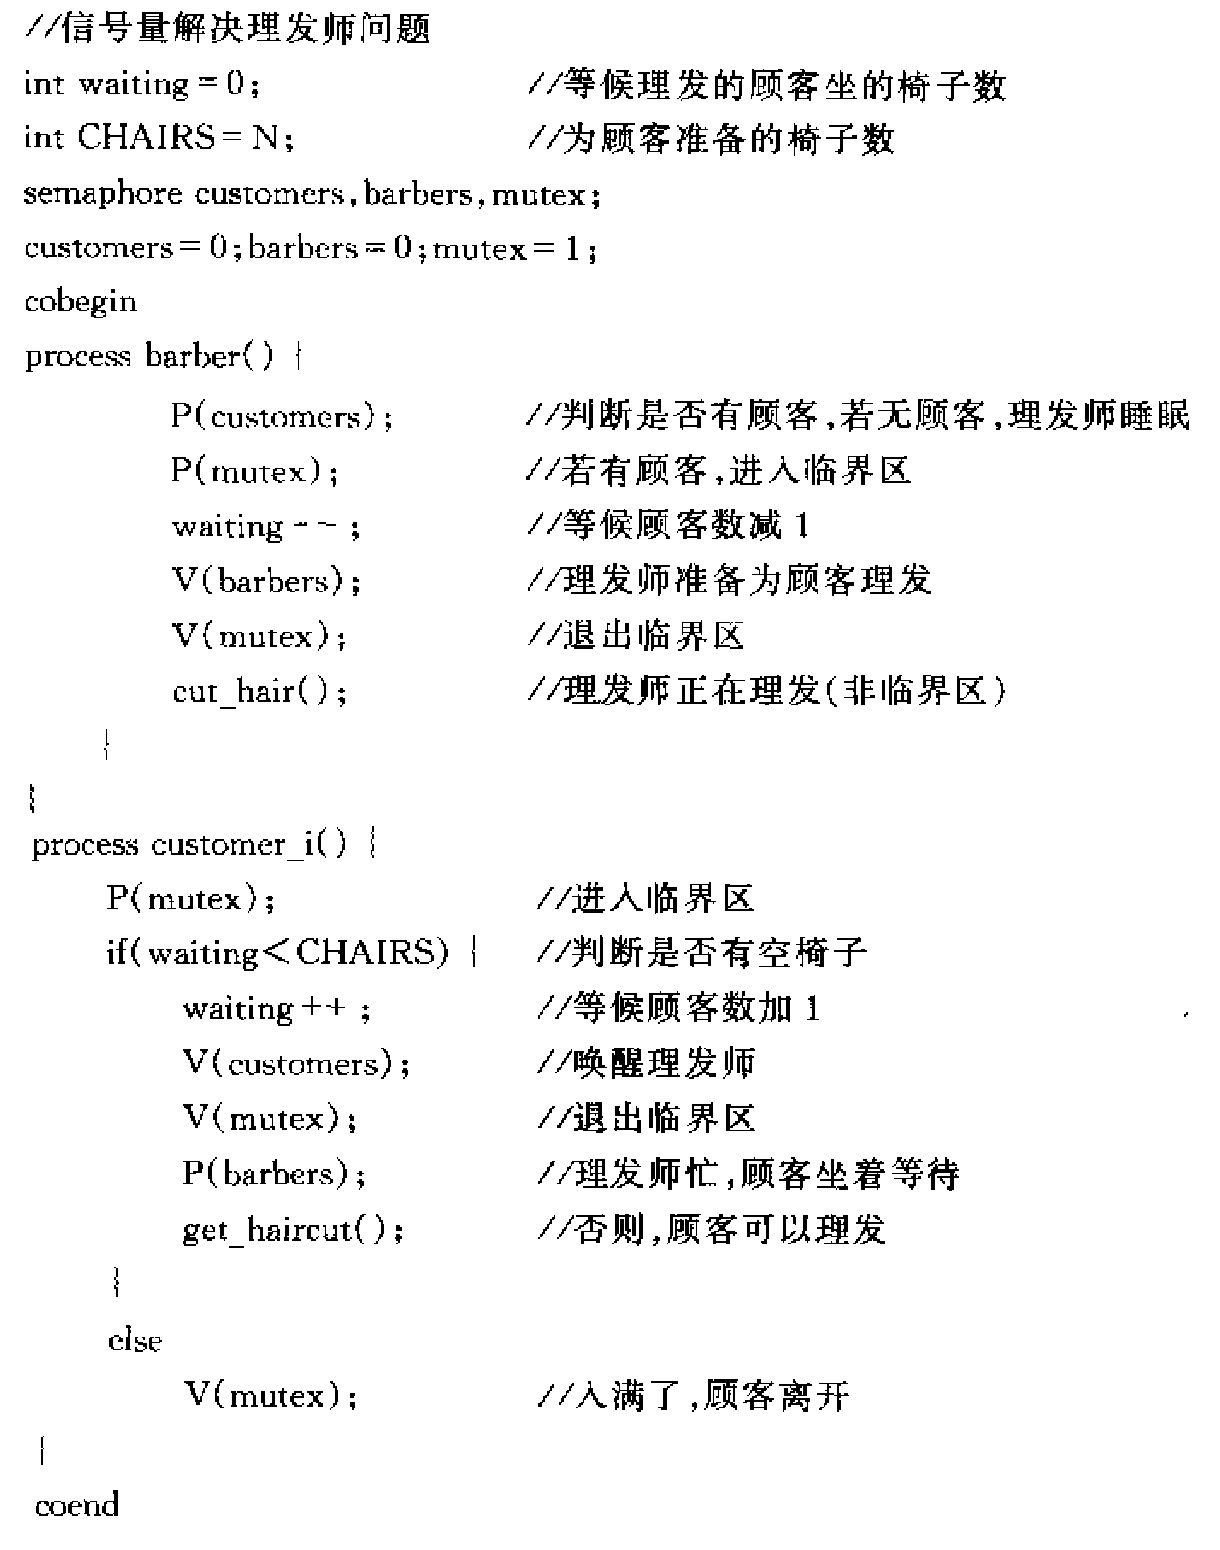 //信号量解决理发师问题
int waiting=0; //等候理发的顾客坐的椅子数
int CHAIRS=N; //为顾客准备的椅子数
semaphore customers,barbers,mutex;
customers=0;barbers=0;mutex=1;
cobegin
process barber() {
P(customers); //判断是否有顾客,若无顾客,理发师睡眠
P(mutex); //若有顾客,进入临界区
waiting--; //等候顾客数减1
V(barbers); //理发师准备为顾客理发
V(mutex); //退出临界区
cut_hair(); //理发师正在理发(非临界区)
}
}
process customer_i() {
P(mutex); //进入临界区
if(waiting<CHAIRS) { //判断是否有空椅子
waiting++; //等候顾客数加1
V(customers); //唤醒理发师
V(mutex); //退出临界区
P(barbers); //理发师忙,顾客坐着等待
get_haircut(); //否则,顾客可以理发
}
else
V(mutex); //人满了,顾客离开
}
coend